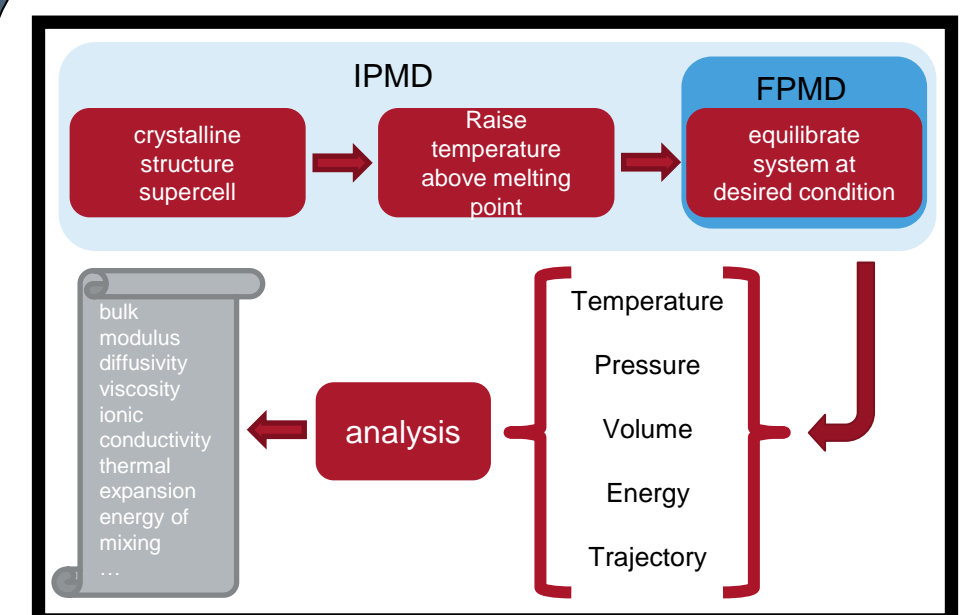 IPMD
FPMD
crystalline
structure
supercell
Raise
temperature
above melting
point
equilibrate
system at
desired condition
Temperature
Pressure
Volume
Energy
Trajectory
analysis
bulk
modulus
diffusivity
viscosity
ionic
conductivity
thermal
expansion
energy of
mixing
…